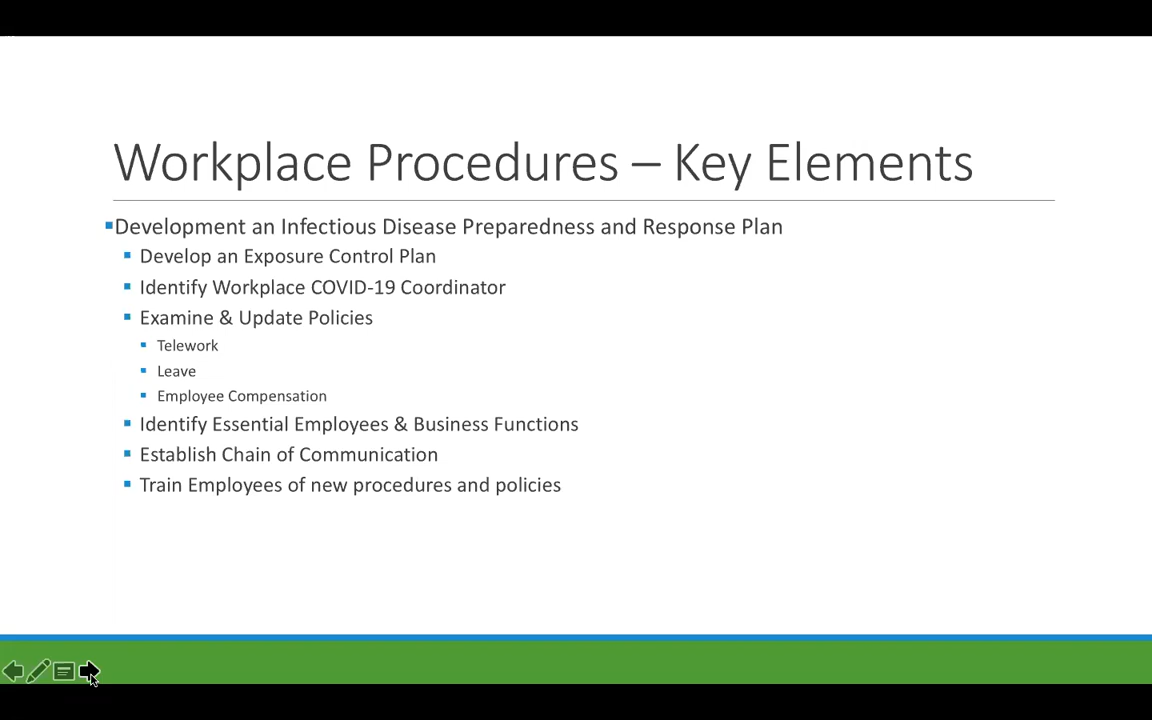 Workplace Procedures – Key Elements
Development an Infectious Disease Preparedness and Response Plan
Develop an Exposure Control Plan
Identify Workplace COVID-19 Coordinator
Examine & Update Policies
Telework
Leave
Employee Compensation
Identify Essential Employees & Business Functions
Establish Chain of Communication
Train Employees of new procedures and policies